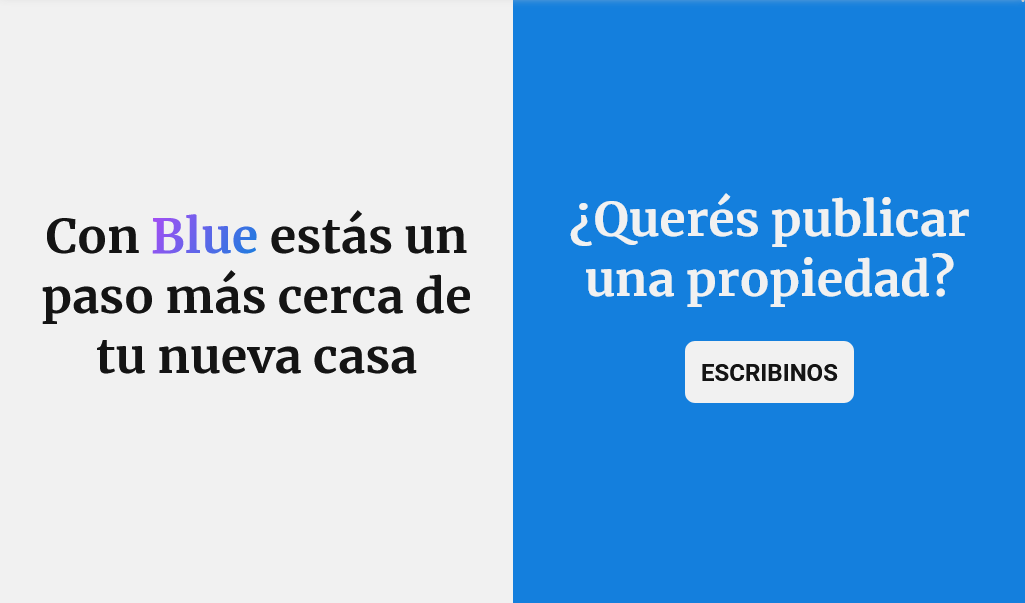 Con Blue estás un
paso más cerca de
tu nueva casa
¿Querés publicar
una propiedad?
ESCRIBINOS